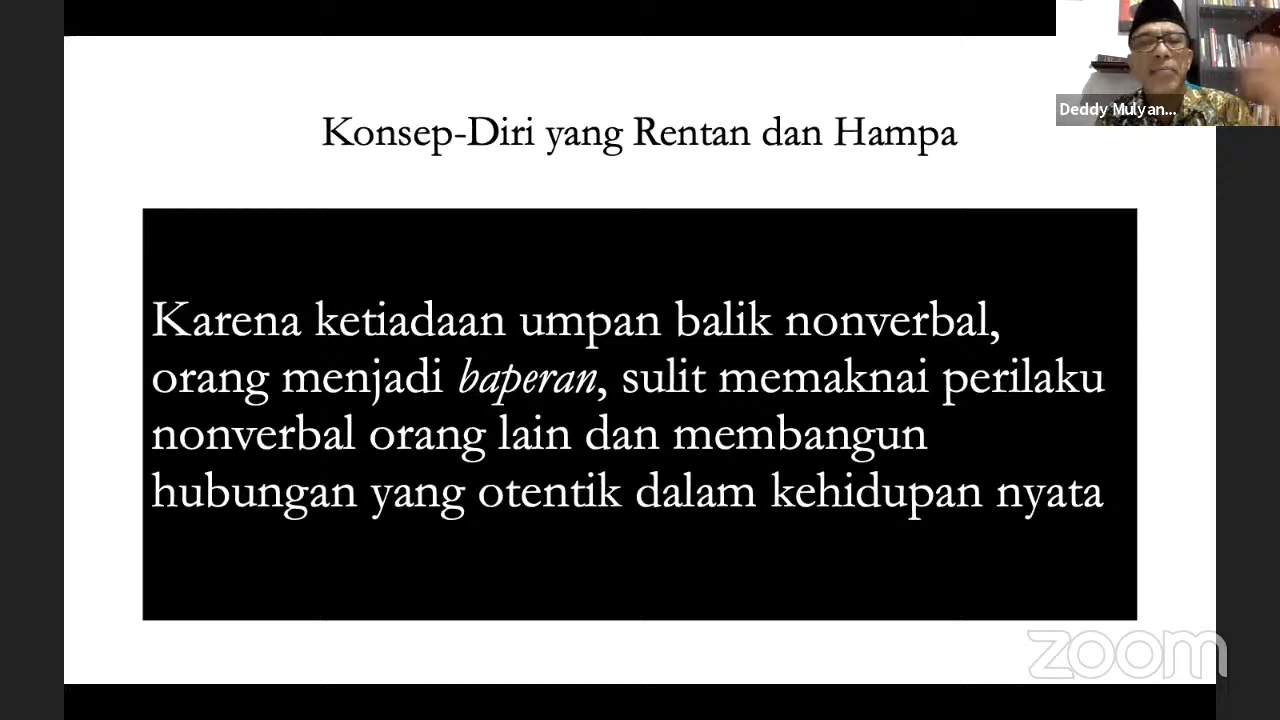 Deddy Mulyan...
Konsep-Diri yang Rentan dan Hampa
Karena ketiadaan umpan balik nonverbal,
orang menjadi baperan, sulit memaknai perilaku
nonverbal orang lain dan membangun
hubungan yang otentik dalam kehidupan nyata
zoom